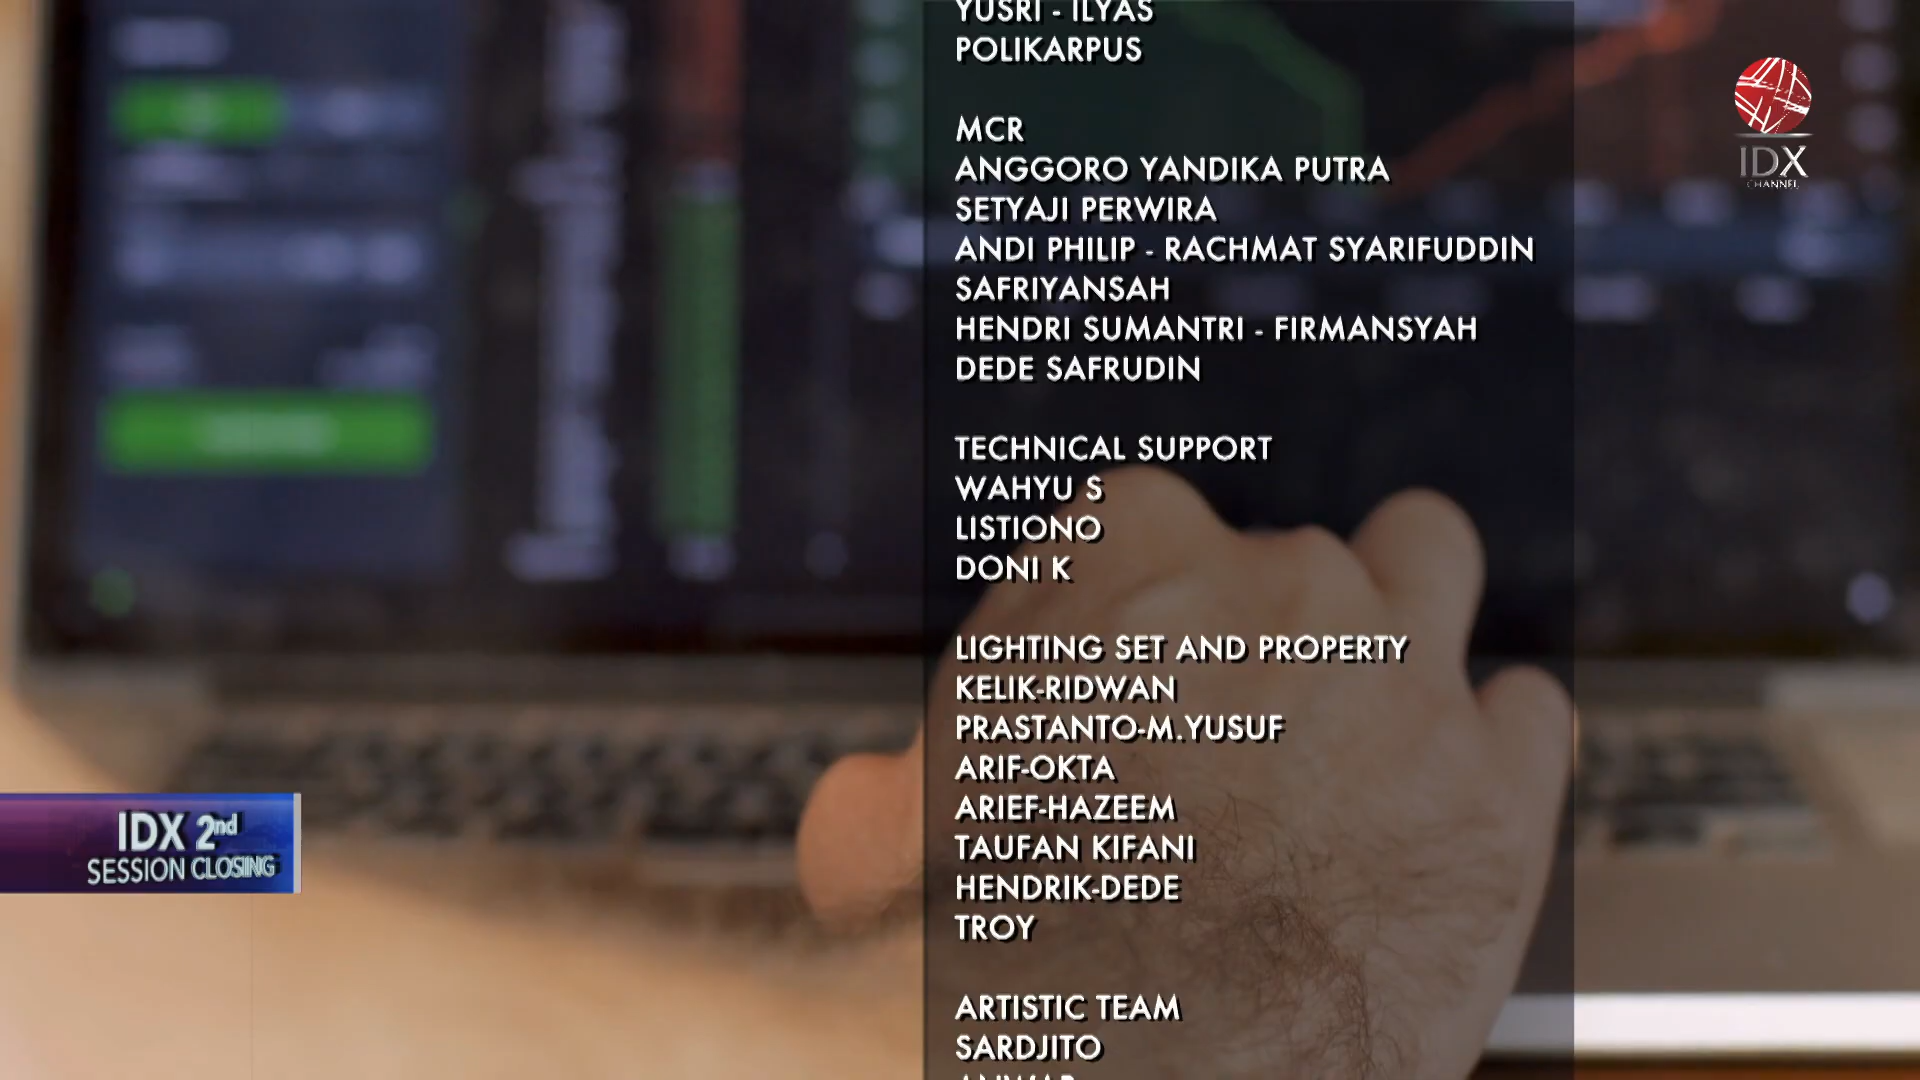 YUSRI - ILYAS
POLIKARPUS
MCR
ANGGORO YANDIKA PUTRA
SETYAJI PERWIRA
ANDI PHILIP - RACHMAT SYARIFUDDIN
SAFRIYANSAH
HENDRI SUMANTRI - FIRMANSYAH
DEDE SAFRUDIN
TECHNICAL SUPPORT
WAHYU S
LISTIONO
DONI K
LIGHTING SET AND PROPERTY
KELIK-RIDWAN
PRASTANTO-M.YUSUF
ARIF-OKTA
ARIEF-HAZEEM
TAUFAN KIFANI
HENDRIK-DEDE
TROY
ARTISTIC TEAM
SARDJITO
IDX
CHANNEL
IDX 2nd
SESSION CLOSING